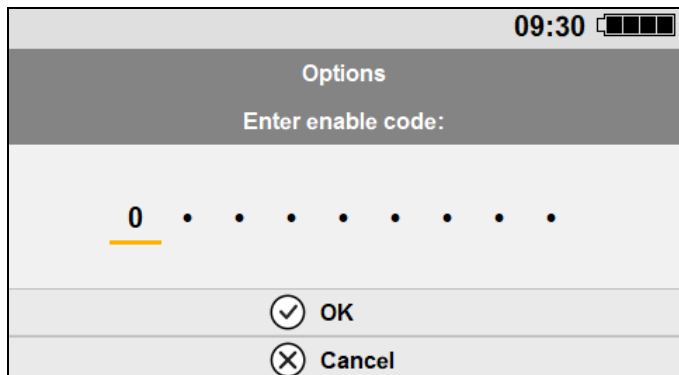 09:30
Options
Enter enable code:
0 • • • • • • • •
OK
Cancel